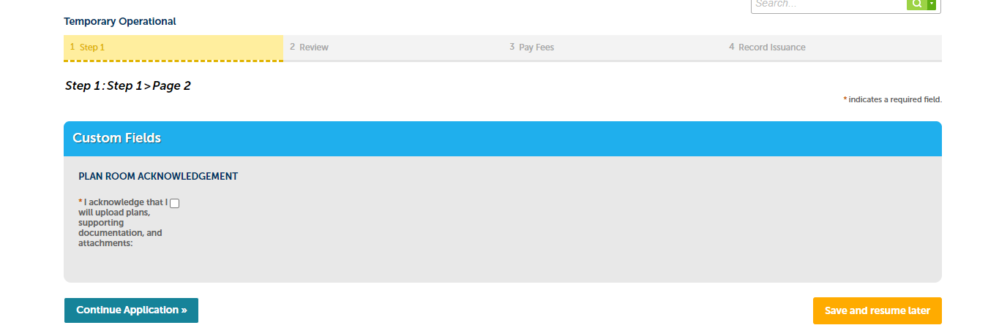 Search...
Temporary Operational
1 Step 1
2 Review
3 Pay Fees
4 Record Issuance
Step 1 : Step 1 > Page 2
* indicates a required field.
Custom Fields
PLAN ROOM ACKNOWLEDGEMENT
* I acknowledge that I
will upload plans,
supporting
documentation, and
attachments:
Continue Application »
Save and resume later